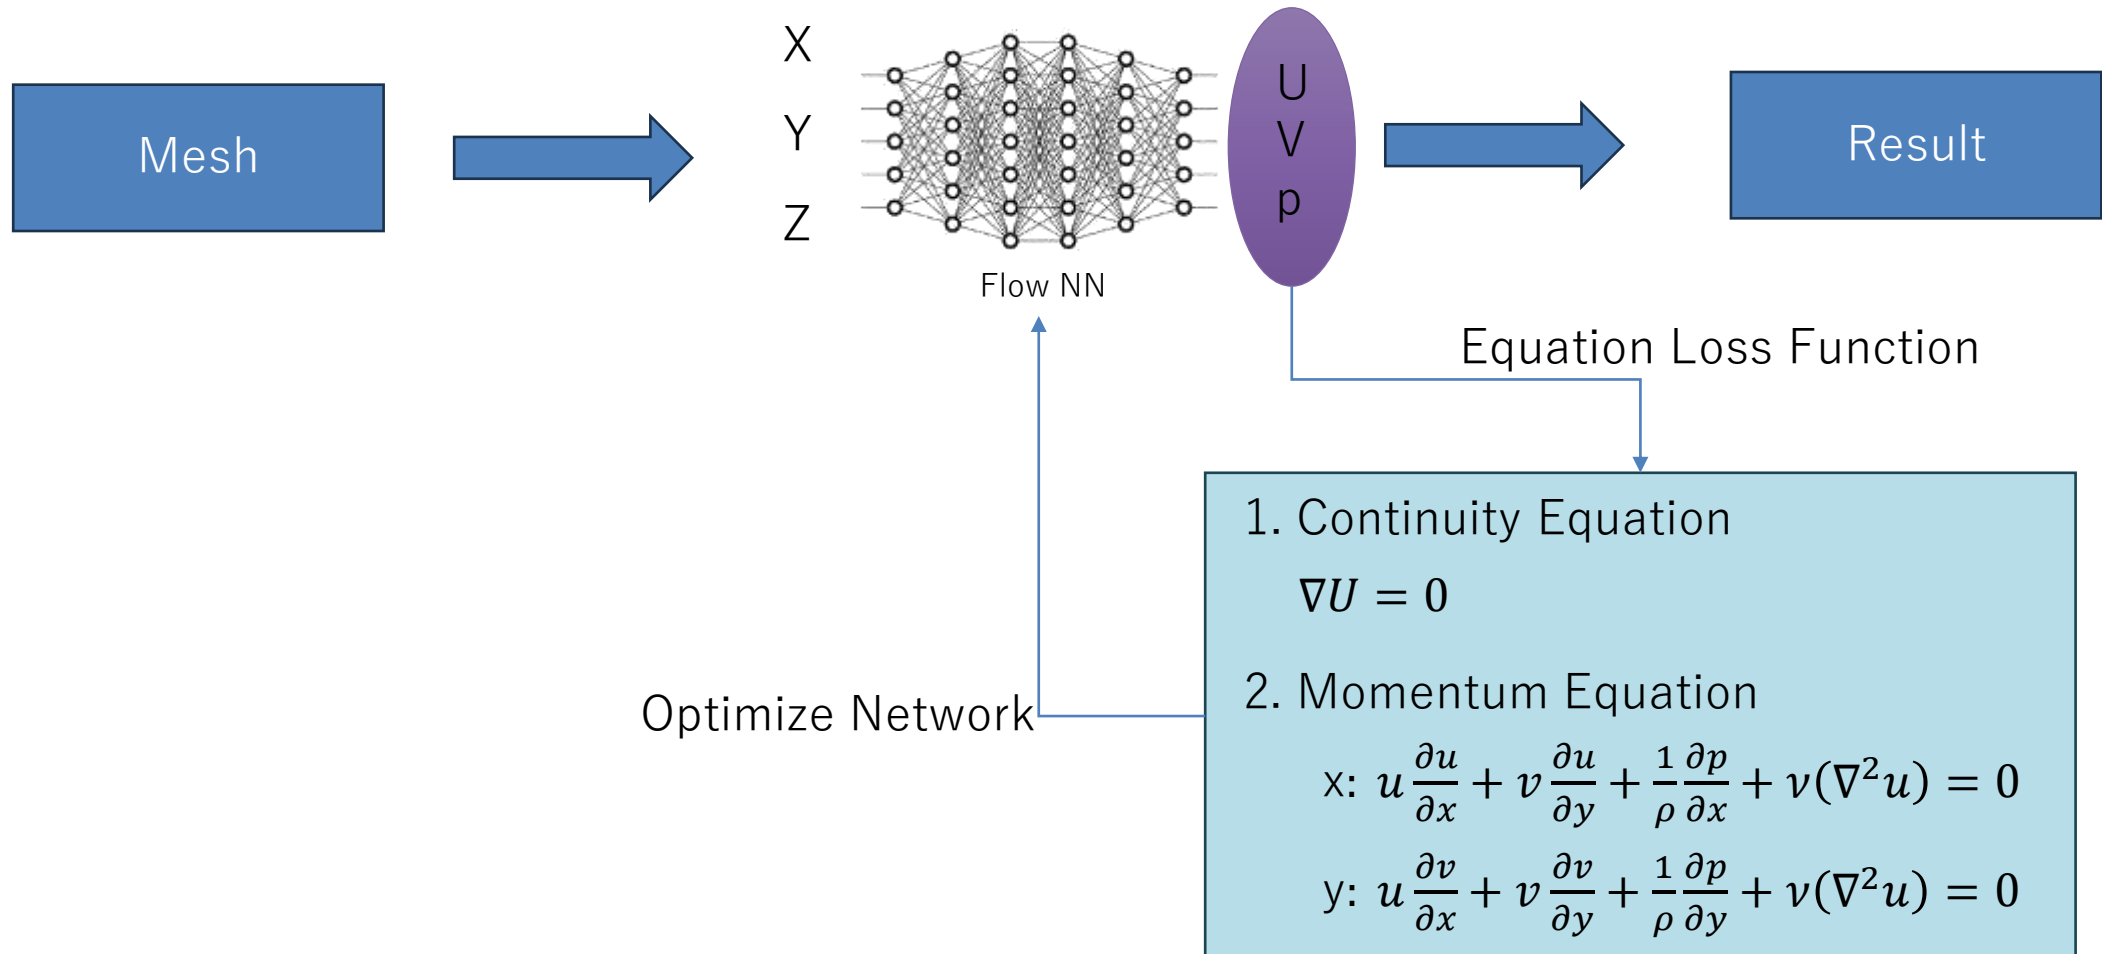 Mesh
X
Y
Z
Flow NN
U
V
p
Result
Equation Loss Function
Optimize Network
1. Continuity Equation
∇U = 0
2. Momentum Equation
x: u ∂u/∂x + v ∂u/∂y + 1/ρ ∂p/∂x + ν(∇²u) = 0
y: u ∂v/∂x + v ∂v/∂y + 1/ρ ∂p/∂y + ν(∇²u) = 0